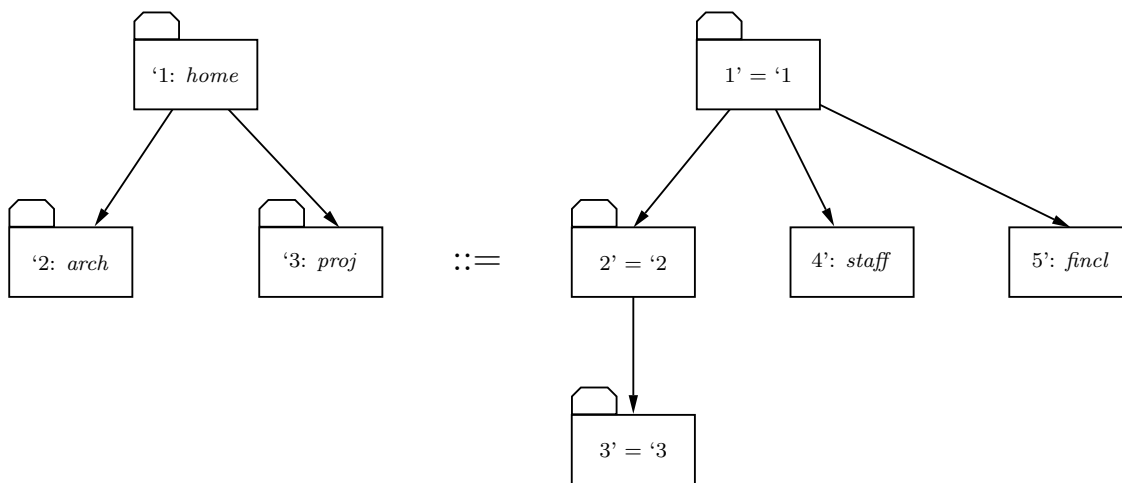 ‘1: home
1’ = ‘1
‘2: arch
‘3: proj
::=
2’ = ‘2
4’: staff
5’: fincl
3’ = ‘3